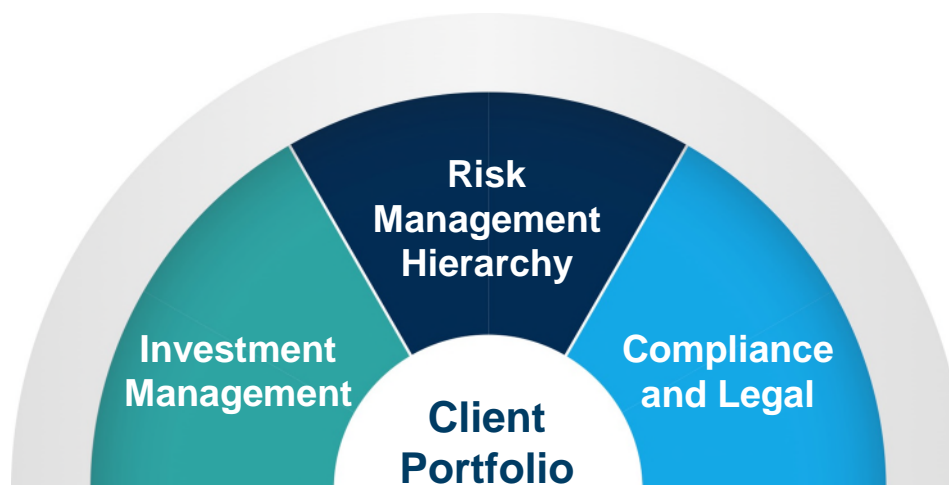 Risk
Management
Hierarchy
Investment
Management
Compliance
and Legal
Client
Portfolio